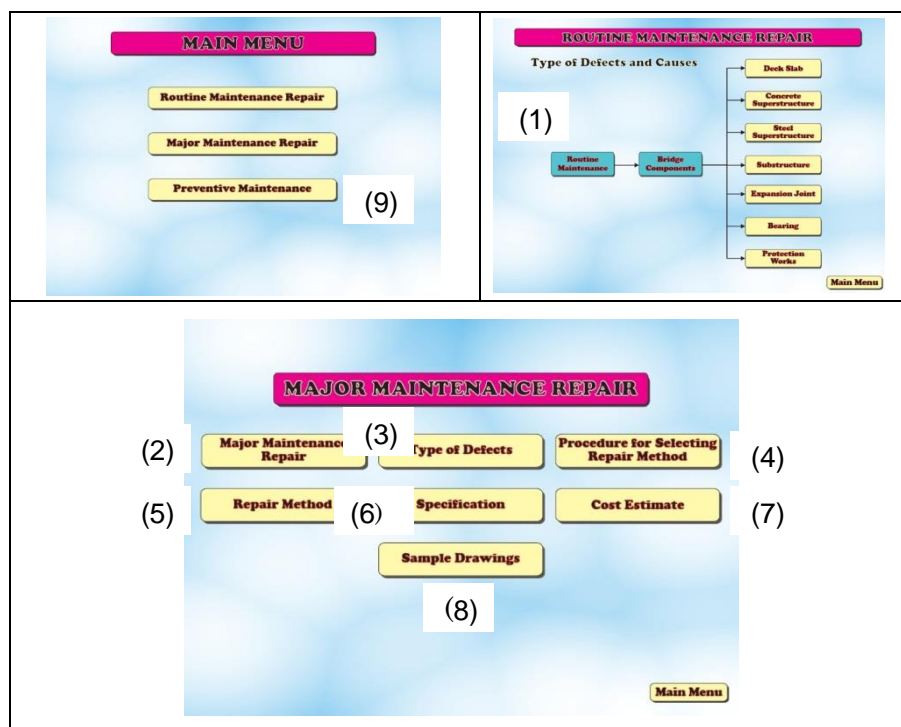 MAIN MENU
Routine Maintenance Repair
Major Maintenance Repair
Preventive Maintenance
(9)
ROUTINE MAINTENANCE REPAIR
Type of Defects and Causes
(1)
Routine
Maintenance
Bridge
Components
Deck Slab
Concrete
Superstructure
Steel
Superstructure
Substructure
Expansion Joint
Bearing
Protection
Works
Main Menu
MAJOR MAINTENANCE REPAIR
(2)
Major Maintenance
Repair
(3)
Type of Defects
Procedure for Selecting
Repair Method
(4)
(5)
Repair Method
(6)
Specification
Cost Estimate
(7)
Sample Drawings
(8)
Main Menu